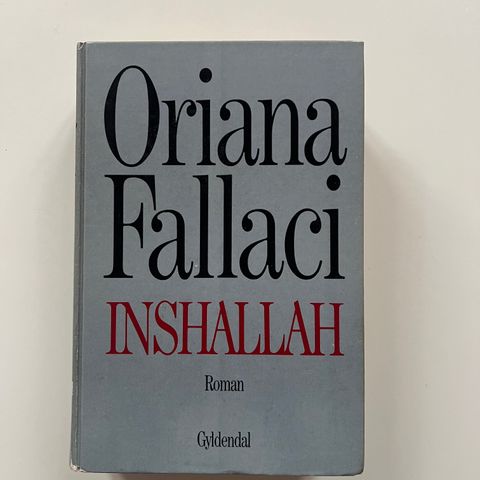 Oriana
Fallaci
INSHALLAH
Roman
Gyldendal